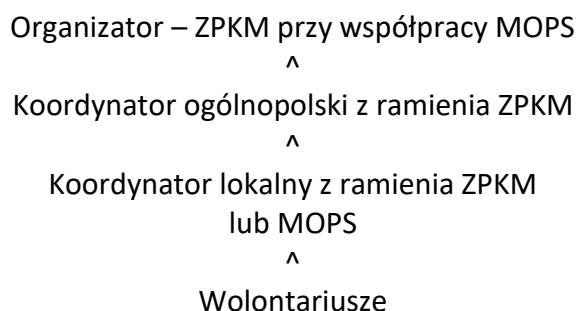 Organizator – ZPKM przy współpracy MOPS
^
Koordynator ogólnopolski z ramienia ZPKM
^
Koordynator lokalny z ramienia ZPKM
lub MOPS
^
Wolontariusze